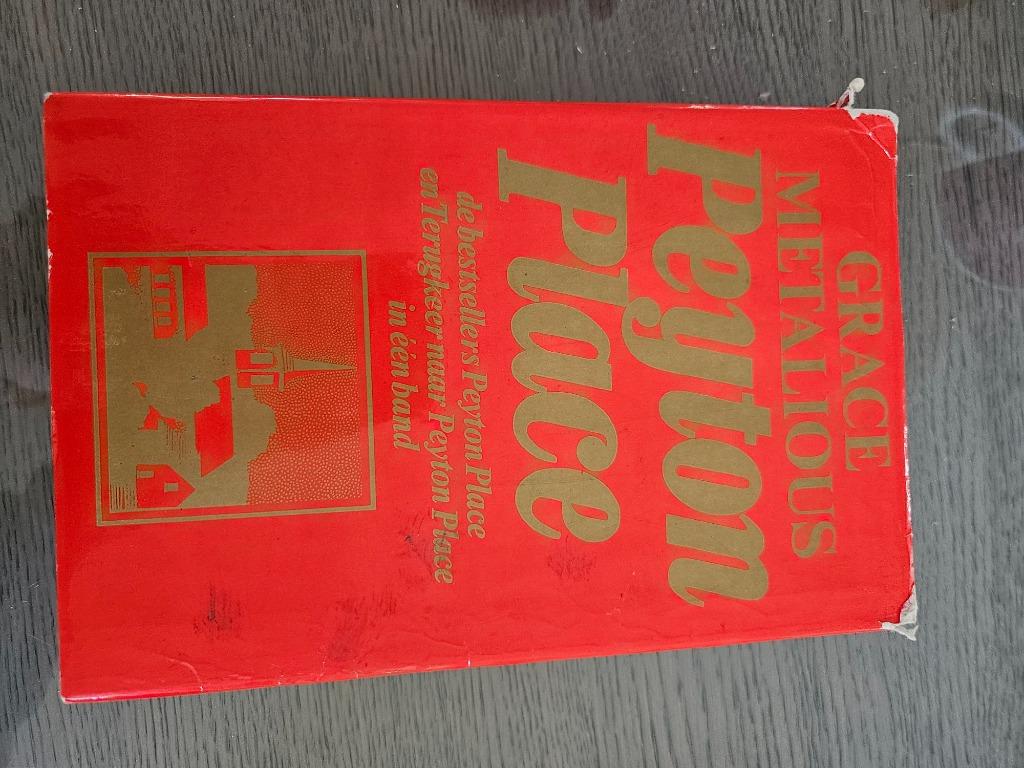 GRACE
METALIOUS
Peyton
Place
de bestsellers Peyton Place
en Terugkeer naar Peyton Place
in één band